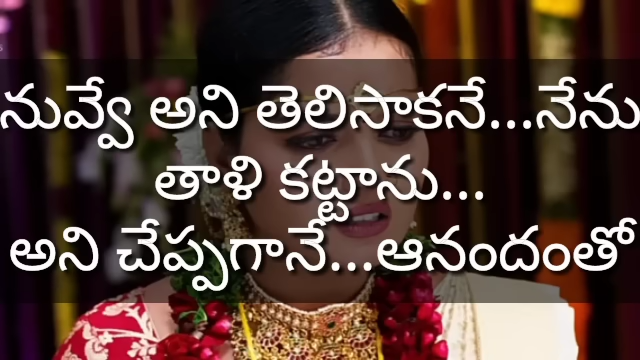 నువ్వే అని తెలిసాకనే...నేను
తాళి కట్టాను...
అని చేప్పగానే...ఆనందంతో